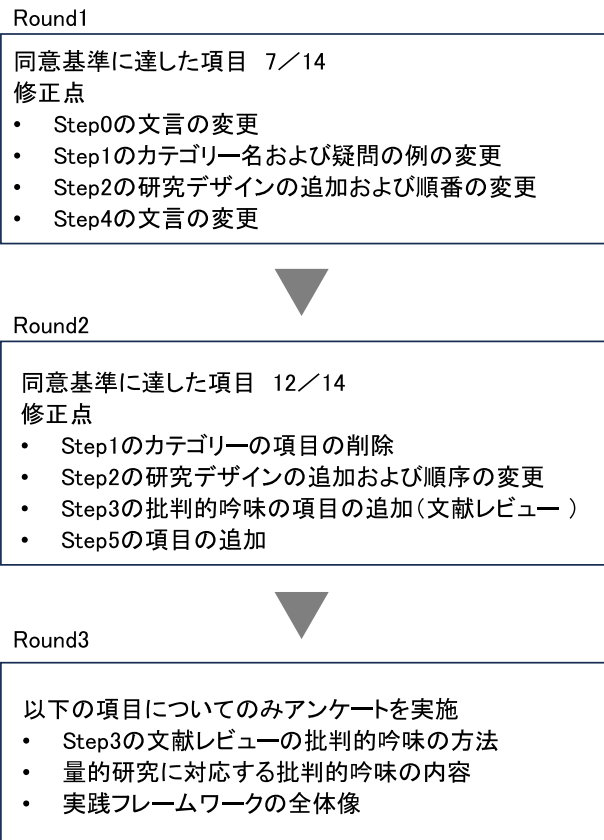 Round1
同意基準に達した項目 7／14
修正点
• Step0の文言の変更
• Step1のカテゴリー名および疑問の例の変更
• Step2の研究デザインの追加および順番の変更
• Step4の文言の変更
Round2
同意基準に達した項目 12／14
修正点
• Step1のカテゴリーの項目の削除
• Step2の研究デザインの追加および順序の変更
• Step3の批判的吟味の項目の追加（文献レビュー ）
• Step5の項目の追加
Round3
以下の項目についてのみアンケートを実施
• Step3の文献レビューの批判的吟味の方法
• 量的研究に対応する批判的吟味の内容
• 実践フレームワークの全体像